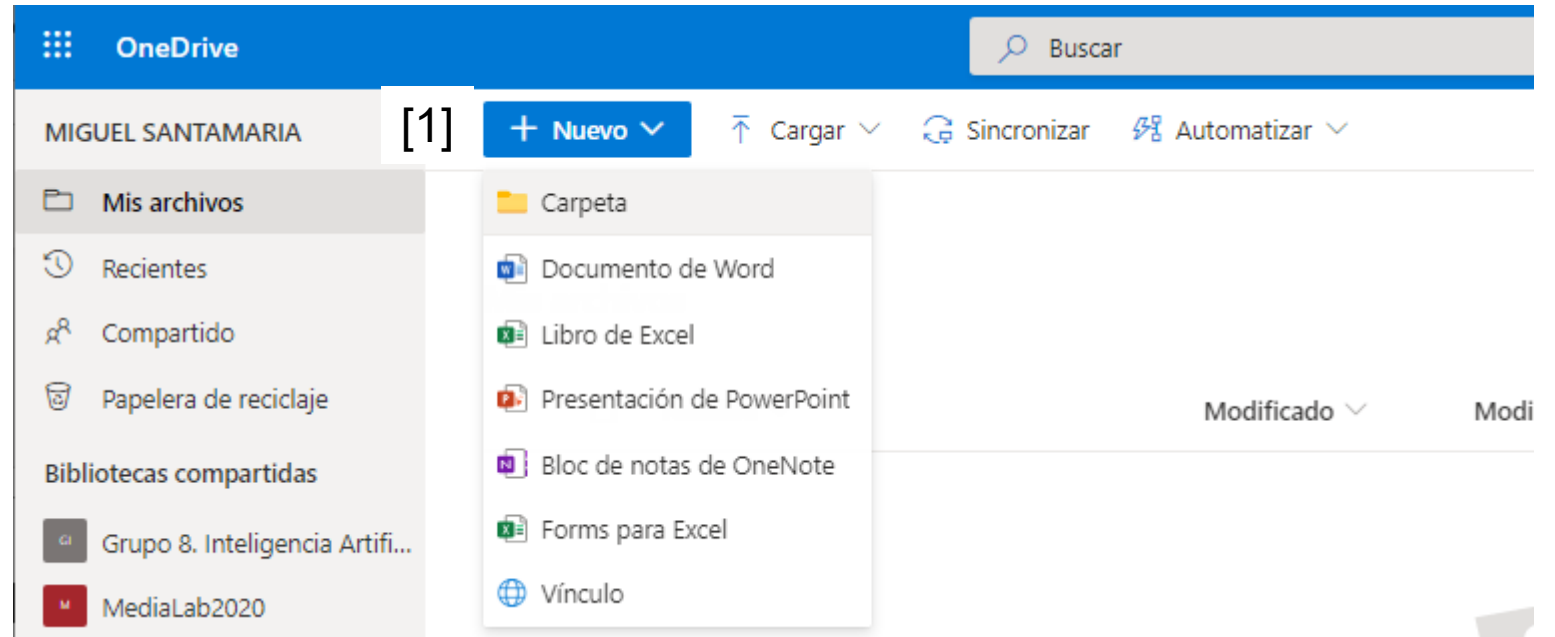 OneDrive
Buscar
MIGUEL SANTAMARIA
[1]
+ Nuevo
Cargar
Sincronizar
Automatizar
Mis archivos
Recientes
Compartido
Papelera de reciclaje
Bibliotecas compartidas
GI
Grupo 8. Inteligencia Artifi...
M
MediaLab2020
Carpeta
Documento de Word
Libro de Excel
Presentación de PowerPoint
Bloc de notas de OneNote
Forms para Excel
Vínculo
Modificado
Modi